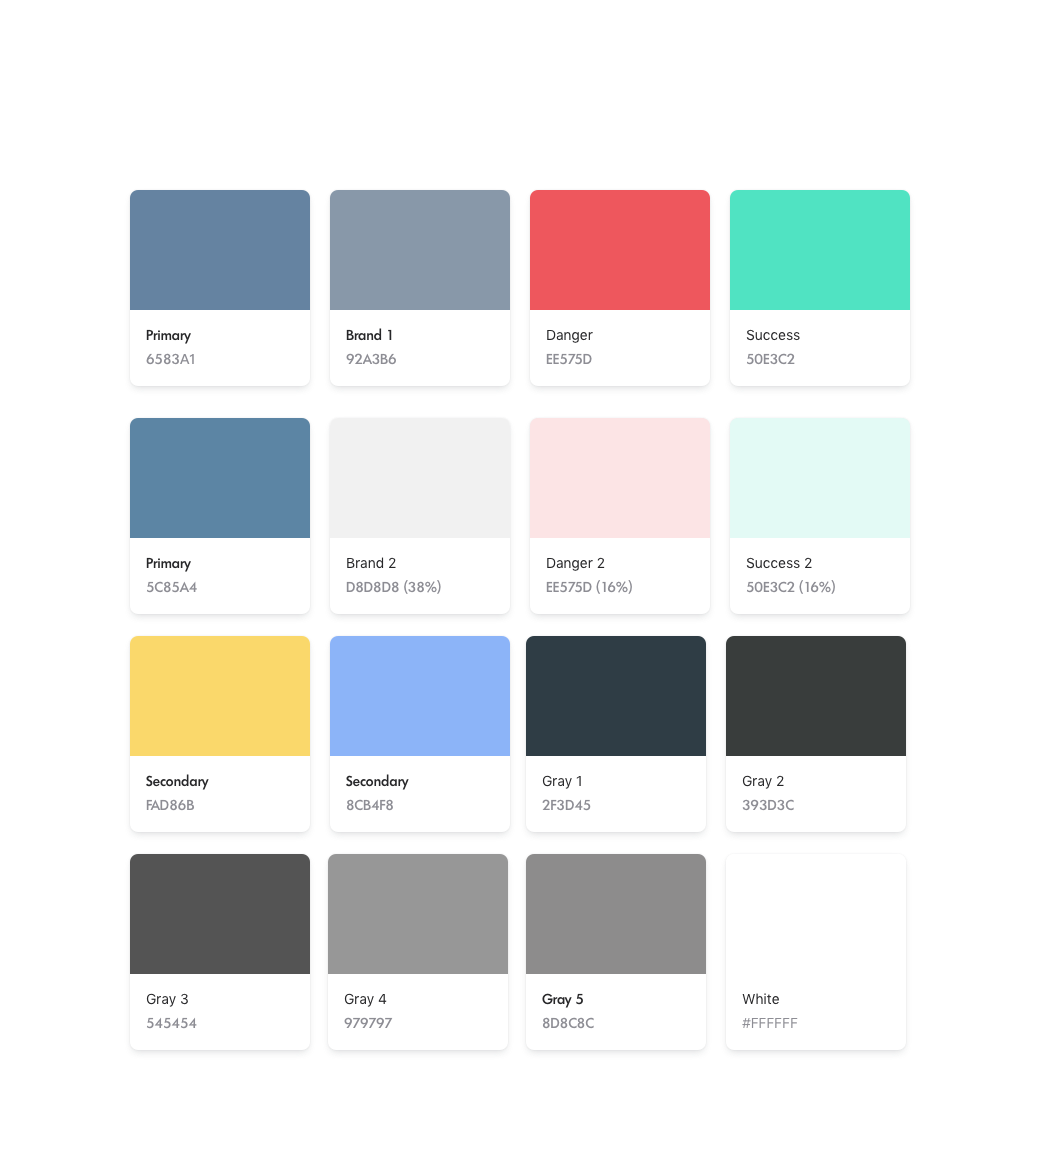 Primary
6583A1
Brand 1
92A3B6
Danger
EE575D
Success
50E3C2
Primary
5C85A4
Brand 2
D8D8D8 (38%)
Danger 2
EE575D (16%)
Success 2
50E3C2 (16%)
Secondary
FAD86B
Secondary
8CB4F8
Gray 1
2F3D45
Gray 2
393D3C
Gray 3
545454
Gray 4
979797
Gray 5
8D8C8C
White
#FFFFFF